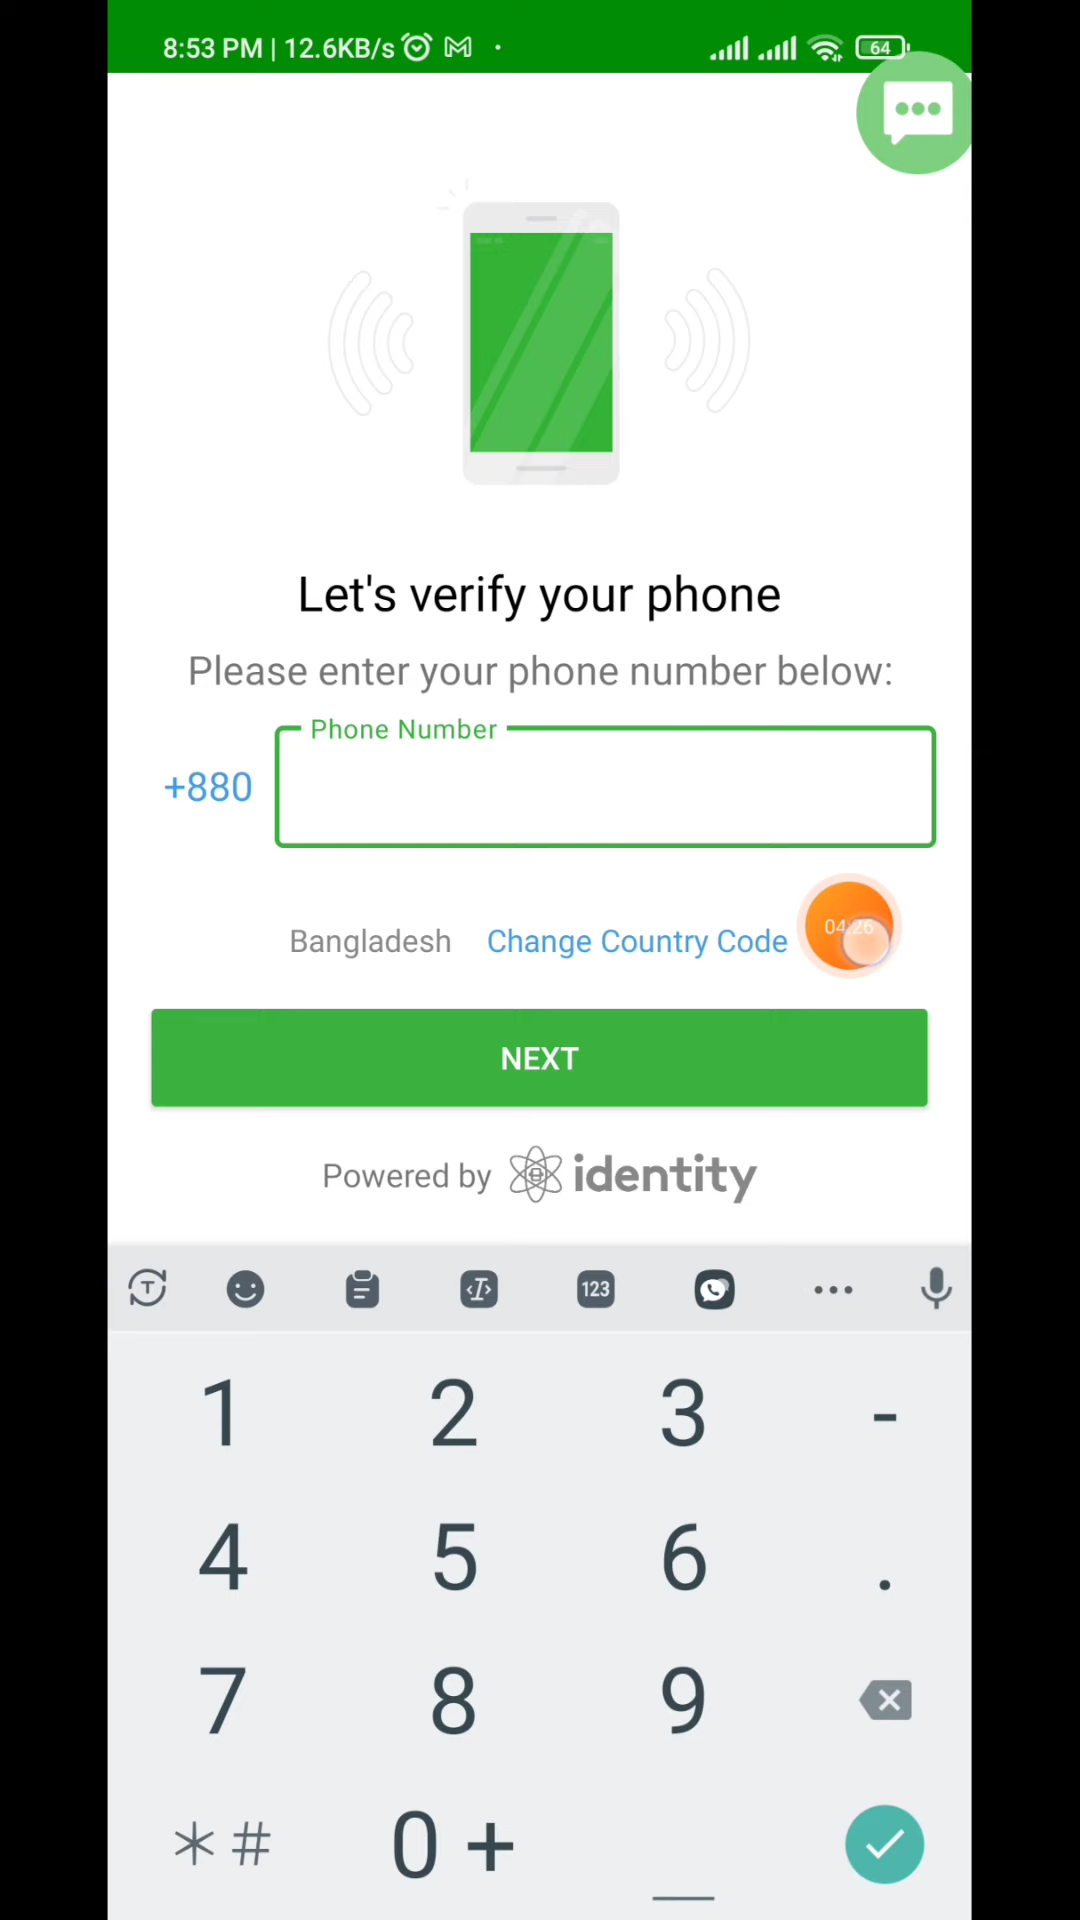 8:53 PM | 12.6KB/s
64
Let's verify your phone
Please enter your phone number below:
Phone Number
+880
Bangladesh Change Country Code
04:26
NEXT
Powered by identity
T
123
1 2 3 -
4 5 6 .
7 8 9
*# 0 +